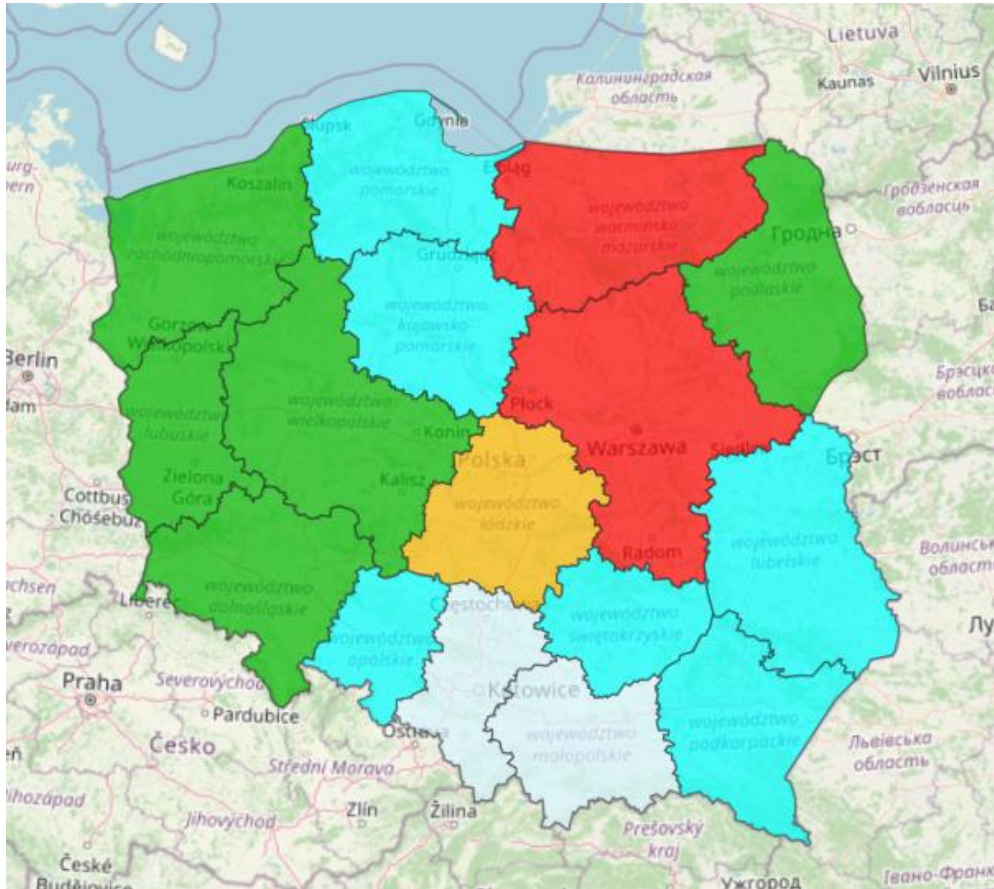 Lietuva
Vilnius
Kaunas
Калининградская
область
Słupsk
Gdynia
Elbląg
Koszalin
województwo
pomorskie
województwo
warmińsko
mazurskie
Гродзенская
вобласць
Гродна
województwo
zachodniopomorskie
Grudziądz
województwo
podlaskie
województwo
kujawsko-
pomorskie
Gorzów
Wielkopolski
Berlin
Брэсцкая
województwo
lubuskie
województwo
wielkopolskie
Płock
Konin
Warszawa
Siedlce
Брэст
Polska
Zielona
Góra
Kalisz
Cottbus
- Chóśebuz
województwo
łódzkie
Radom
województwo
lubelskie
województwo
dolnośląskie
Liberec
Częstochowa
województwo
opolskie
województwo
świętokrzyskie
Praha
Severovýchod
Pardubice
Katowice
Ostrava
województwo
małopolskie
województwo
podkarpackie
Česko
Střední Morava
Львівська
область
Jihovýchod
Zlín
Žilina
Prešovský
kraj
České
Budějovice
Ужгород